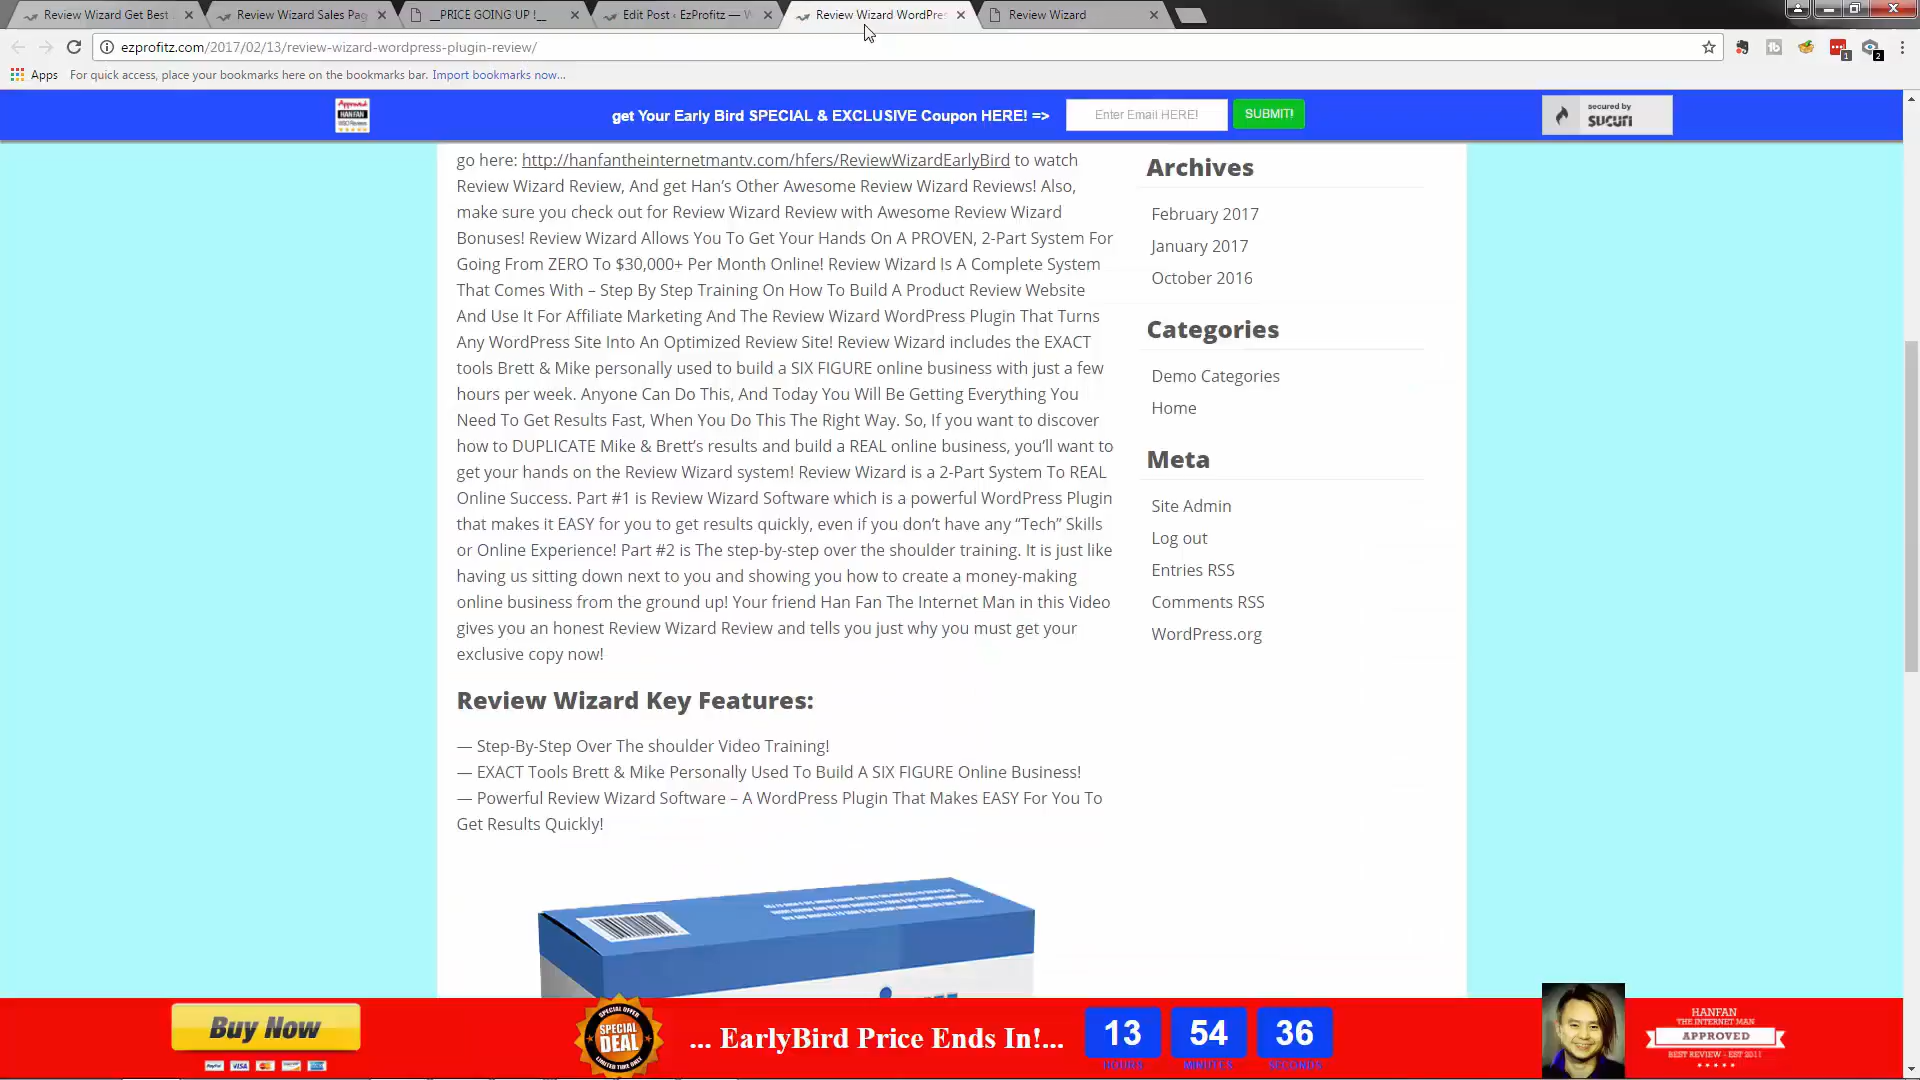 Review Wizard Get Best
Review Wizard Sales Pag
__PRICE GOING UP !__
Edit Post ‹ EzProfitz — W
Review Wizard WordPres
Review Wizard
ezprofitz.com/2017/02/13/review-wizard-wordpress-plugin-review/
Apps
For quick access, place your bookmarks here on the bookmarks bar. Import bookmarks now...
1
2
Approved
HAN FAN
get Your Early Bird SPECIAL & EXCLUSIVE Coupon HERE! =>
Enter Email HERE!
SUBMIT!
secured by
sucuri
go here: http://hanfantheinternetmantv.com/hfers/ReviewWizardEarlyBird to watch
Review Wizard Review, And get Han's Other Awesome Review Wizard Reviews! Also,
make sure you check out for Review Wizard Review with Awesome Review Wizard
Bonuses! Review Wizard Allows You To Get Your Hands On A PROVEN, 2-Part System For
Going From ZERO To $30,000+ Per Month Online! Review Wizard Is A Complete System
That Comes With – Step By Step Training On How To Build A Product Review Website
And Use It For Affiliate Marketing And The Review Wizard WordPress Plugin That Turns
Any WordPress Site Into An Optimized Review Site! Review Wizard includes the EXACT
tools Brett & Mike personally used to build a SIX FIGURE online business with just a few
hours per week. Anyone Can Do This, And Today You Will Be Getting Everything You
Need To Get Results Fast, When You Do This The Right Way. So, If you want to discover
how to DUPLICATE Mike & Brett's results and build a REAL online business, you'll want to
get your hands on the Review Wizard system! Review Wizard is a 2-Part System To REAL
Online Success. Part #1 is Review Wizard Software which is a powerful WordPress Plugin
that makes it EASY for you to get results quickly, even if you don't have any “Tech” Skills
or Online Experience! Part #2 is The step-by-step over the shoulder training. It is just like
having us sitting down next to you and showing you how to create a money-making
online business from the ground up! Your friend Han Fan The Internet Man in this Video
gives you an honest Review Wizard Review and tells you just why you must get your
exclusive copy now!
Review Wizard Key Features:
— Step-By-Step Over The shoulder Video Training!
— EXACT Tools Brett & Mike Personally Used To Build A SIX FIGURE Online Business!
— Powerful Review Wizard Software – A WordPress Plugin That Makes EASY For You To
Get Results Quickly!
Archives
February 2017
January 2017
October 2016
Categories
Demo Categories
Home
Meta
Site Admin
Log out
Entries RSS
Comments RSS
WordPress.org
Buy Now
PayPal
VISA
SPECIAL OFFER
SPECIAL
DEAL
LIMITED TIME ONLY
... EarlyBird Price Ends In!...
13
54
36
HOURS
MINUTES
SECONDS
HANFAN
THE INTERNET MAN
APPROVED
BEST REVIEW - EST 2011